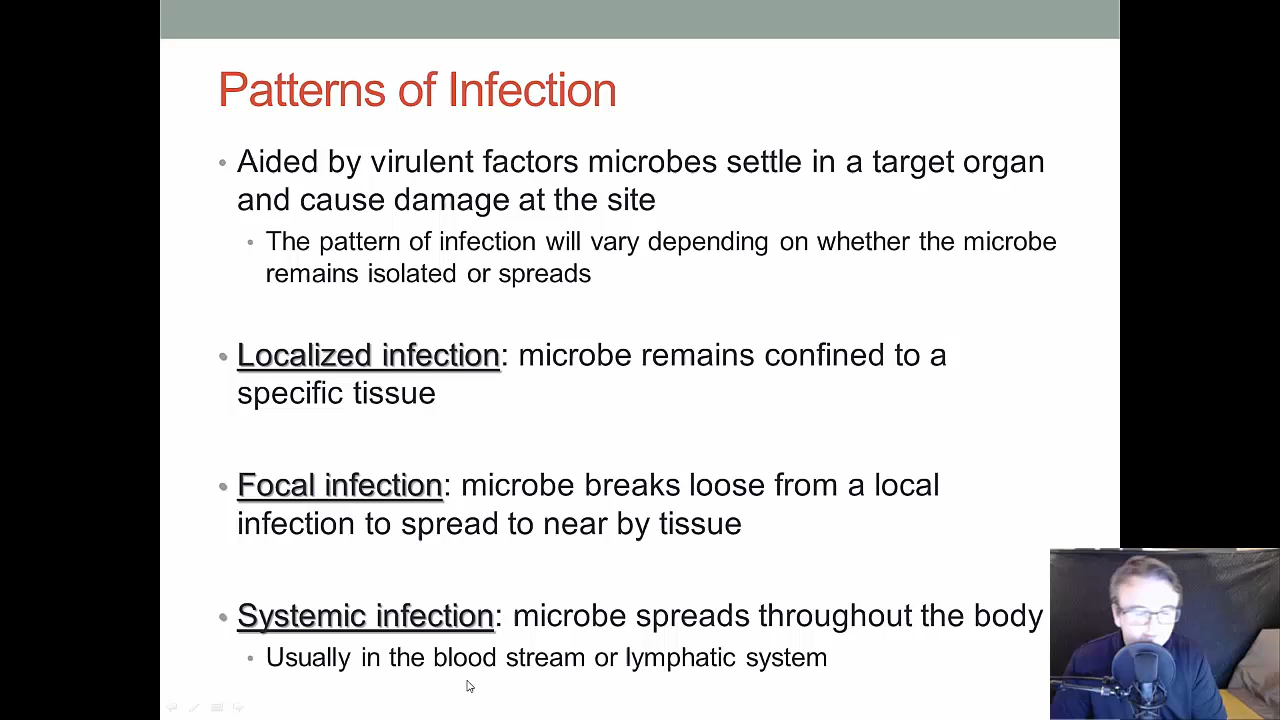 Patterns of Infection
• Aided by virulent factors microbes settle in a target organ
and cause damage at the site
• The pattern of infection will vary depending on whether the microbe
remains isolated or spreads
• Localized infection: microbe remains confined to a
specific tissue
• Focal infection: microbe breaks loose from a local
infection to spread to near by tissue
• Systemic infection: microbe spreads throughout the body
• Usually in the blood stream or lymphatic system